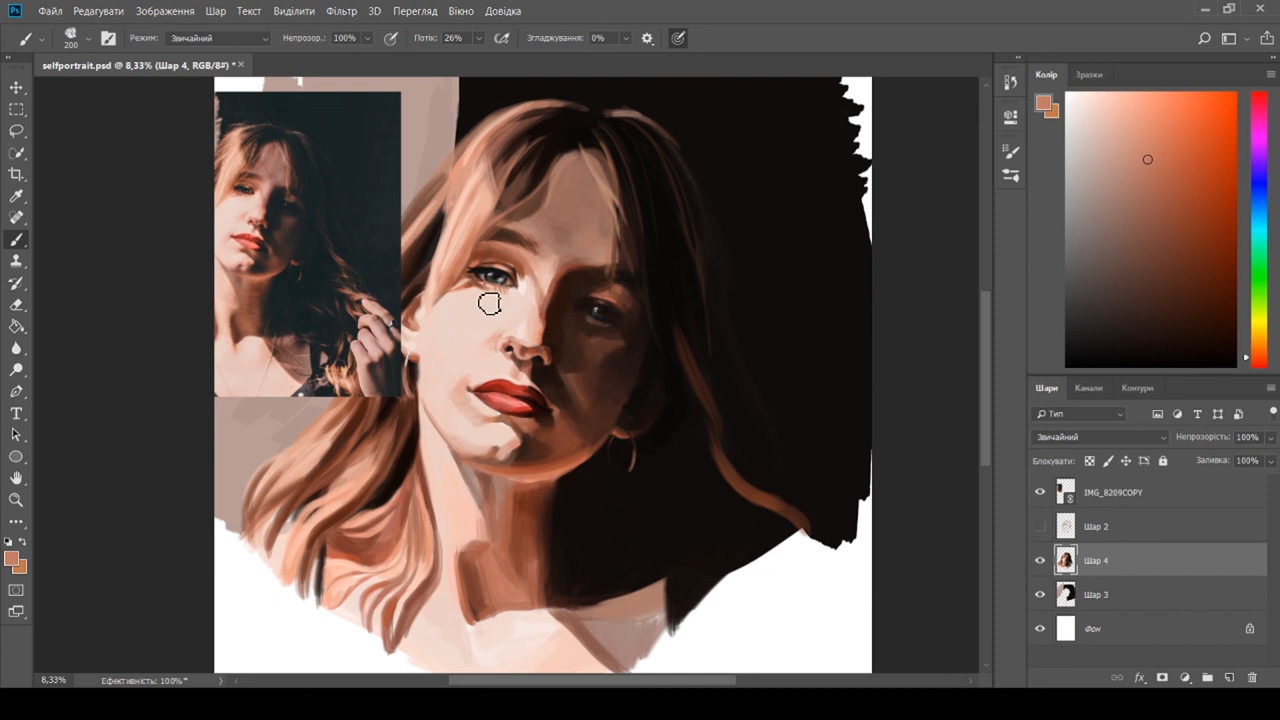 Ps Файл Редагувати Зображення Шар Текст Виділити Фільтр 3D Перегляд Вікно Довідка
200 Режим: Звичайний Непрозор.: 100% Потік: 26% Згладжування: 0%
selfportrait.psd @ 8,33% (Шар 4, RGB/8#) *
Колір Зразки
Шари Канали Контури
Тип
Звичайний Непрозорість: 100%
Блокувати: Заливка: 100%
IMG_8209COPY
Шар 2
Шар 4
Шар 3
Фон
fx
8,33% Ефективність: 100%*